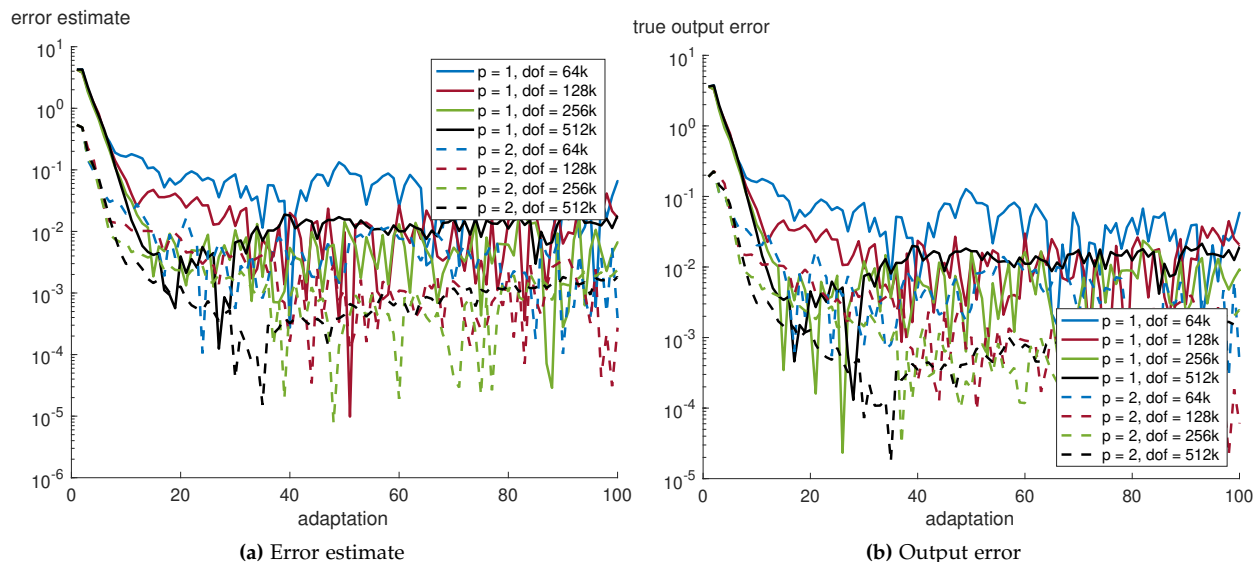 error estimate
10^1
10^0
10^-1
10^-2
10^-3
10^-4
10^-5
10^-6
0 20 40 60 80 100
adaptation
p = 1, dof = 64k
p = 1, dof = 128k
p = 1, dof = 256k
p = 1, dof = 512k
p = 2, dof = 64k
p = 2, dof = 128k
p = 2, dof = 256k
p = 2, dof = 512k
(a) Error estimate
true output error
10^1
10^0
10^-1
10^-2
10^-3
10^-4
10^-5
0 20 40 60 80 100
adaptation
p = 1, dof = 64k
p = 1, dof = 128k
p = 1, dof = 256k
p = 1, dof = 512k
p = 2, dof = 64k
p = 2, dof = 128k
p = 2, dof = 256k
p = 2, dof = 512k
(b) Output error